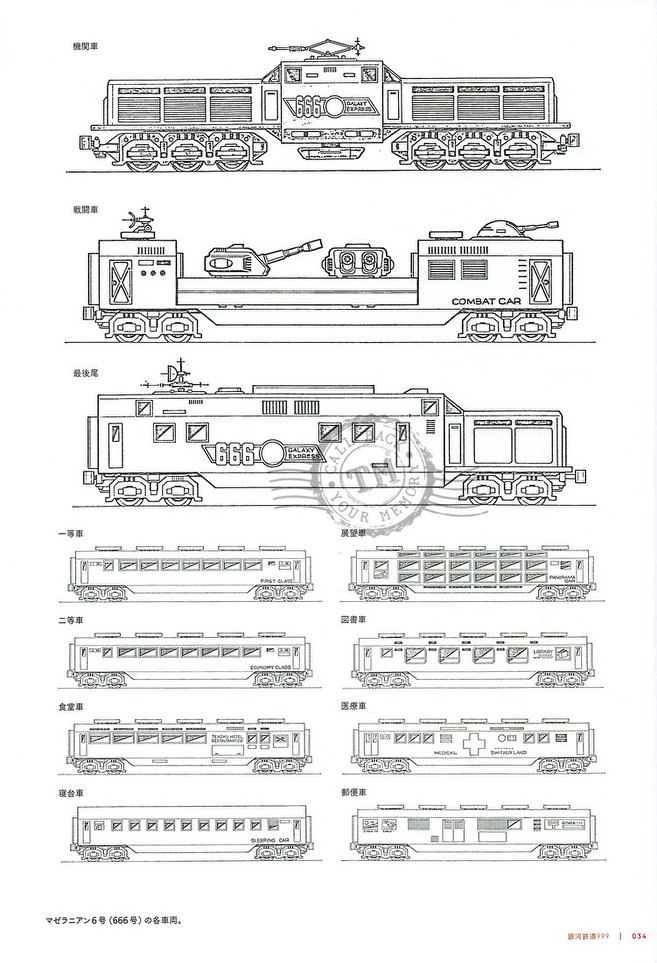 機関車
666
GALAXY
EXPRESS
戦闘車
COMBAT CAR
最後尾
666
GALAXY
EXPRESS
CALL BACK
TM
YOUR MEMORY
一等車
FIRST CLASS
展望車
PANORAMA
CAR
二等車
ECONOMY CLASS
図書車
LIBRARY
食堂車
医療車
MEDICAL
SWITZERLAND
寝台車
SLEEPING CAR
郵便車
マゼラニアン6号(666号)の各車両。
銀河鉄道999 | 034